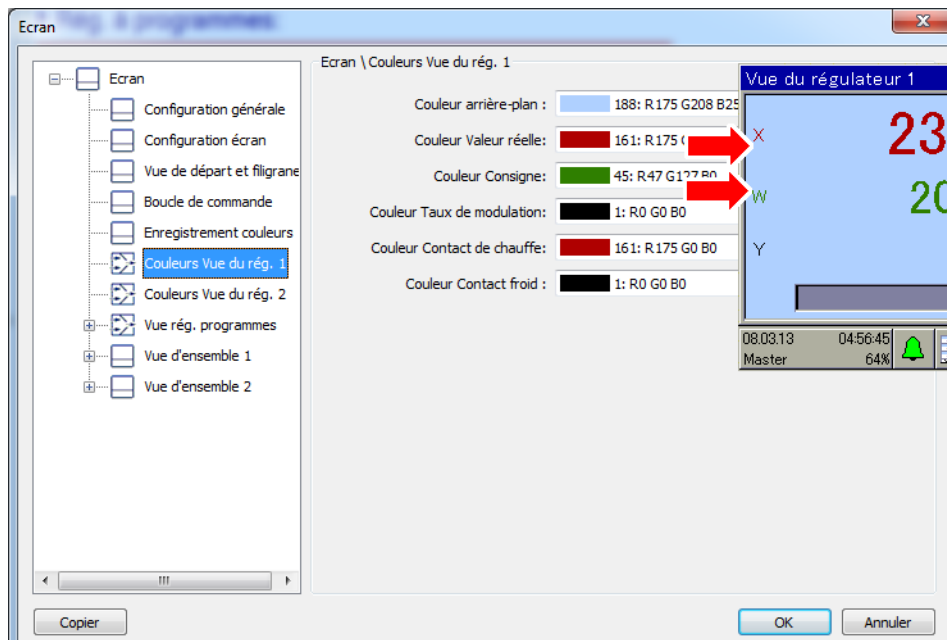 à programmes:
Ecran
Ecran
Configuration générale
Configuration écran
Vue de départ et filigrane
Boucle de commande
Enregistrement couleurs
Couleurs Vue du rég. 1
Couleurs Vue du rég. 2
Vue rég. programmes
Vue d'ensemble 1
Vue d'ensemble 2
Ecran \ Couleurs Vue du rég. 1
Couleur arrière-plan : 188: R175 G208 B25
Couleur Valeur réelle: 161: R175 G
Couleur Consigne: 45: R47 G127 B0
Couleur Taux de modulation: 1: R0 G0 B0
Couleur Contact de chauffe: 161: R175 G0 B0
Couleur Contact froid : 1: R0 G0 B0
Vue du régulateur 1
X 23
W 20
Y
08.03.13 04:56:45
Master 64%
Copier
OK
Annuler